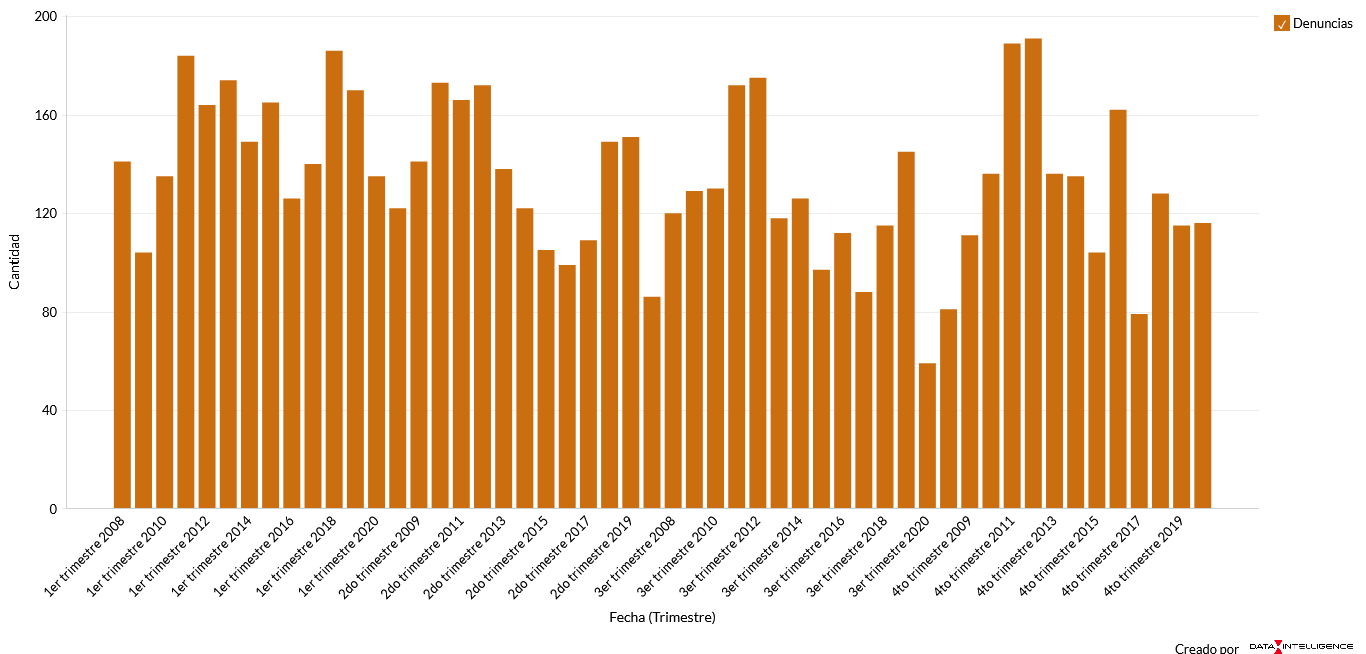 200
160
120
80
40
0
Cantidad
Denuncias
1er trimestre 2008
1er trimestre 2010
1er trimestre 2012
1er trimestre 2014
1er trimestre 2016
1er trimestre 2018
1er trimestre 2020
2do trimestre 2009
2do trimestre 2011
2do trimestre 2013
2do trimestre 2015
2do trimestre 2017
2do trimestre 2019
3er trimestre 2008
3er trimestre 2010
3er trimestre 2012
3er trimestre 2014
3er trimestre 2016
3er trimestre 2018
3er trimestre 2020
4to trimestre 2009
4to trimestre 2011
4to trimestre 2013
4to trimestre 2015
4to trimestre 2017
4to trimestre 2019
Fecha (Trimestre)
Creado por DATA INTELLIGENCE